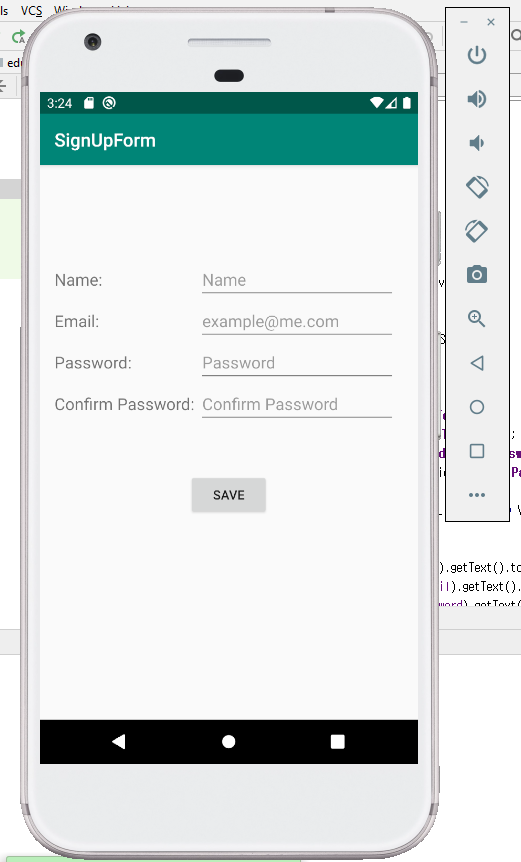 VCS
3:24
SignUpForm
Name: Name
Email: example@me.com
Password: Password
Confirm Password: Confirm Password
SAVE
).getText().to
il).getText().
word).getText(